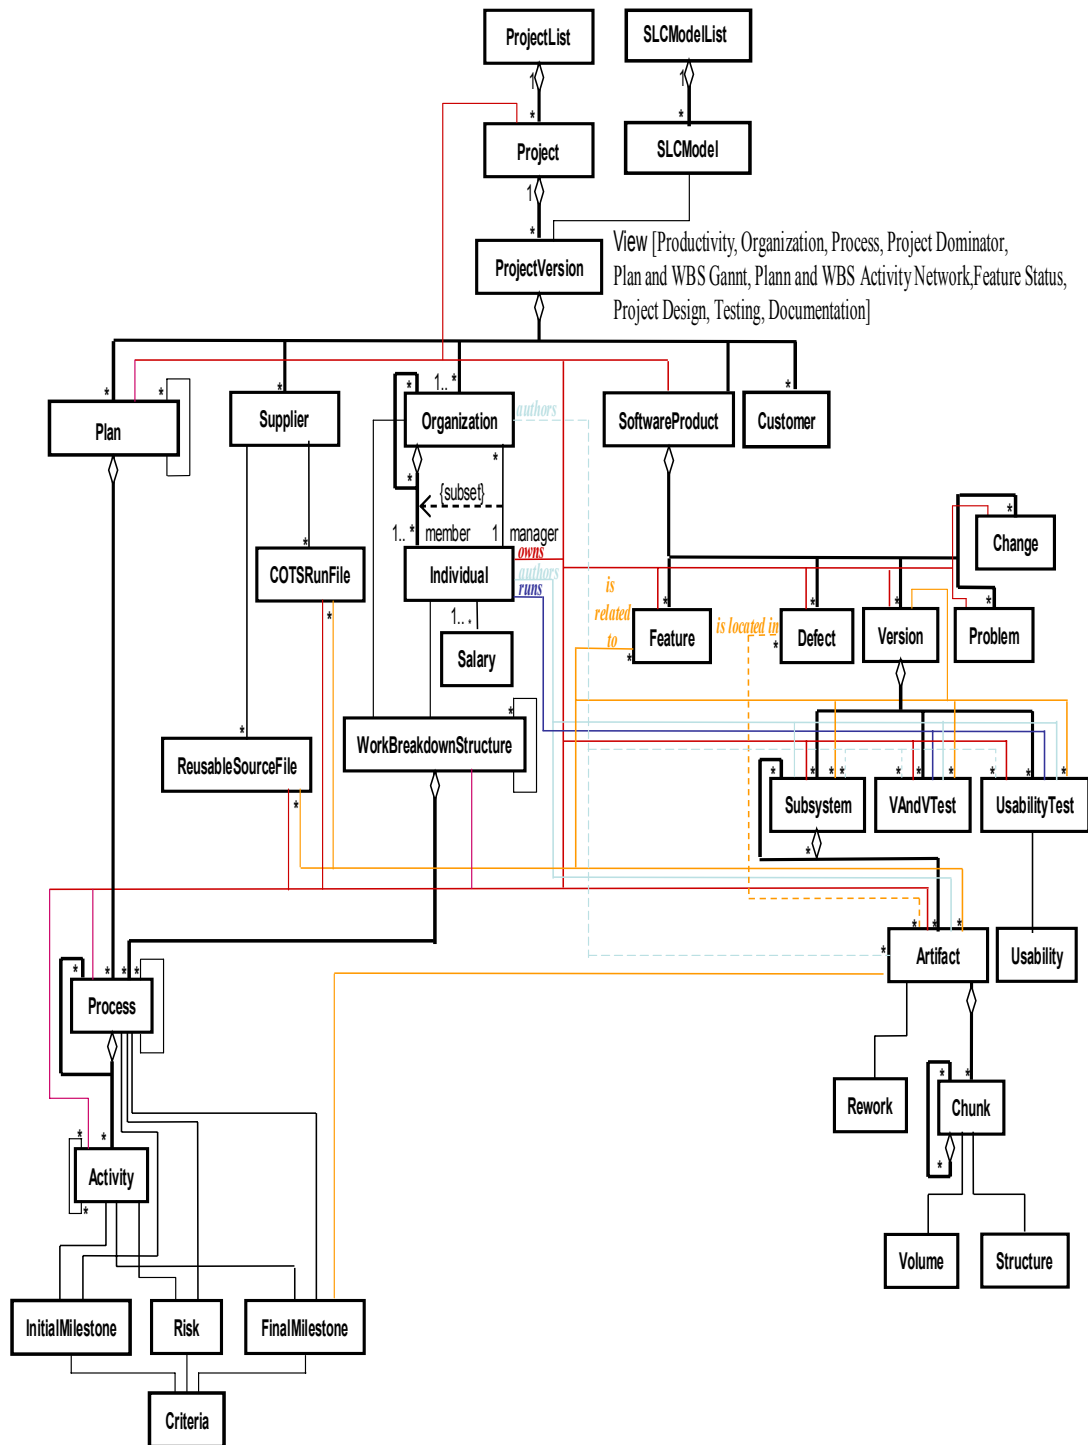 ProjectList
SLCModelList
1
1
*
*
Project
SLCModel
1
*
ProjectVersion
View [Productivity, Organization, Process, Project Dominator,
Plan and WBS Gannt, Plann and WBS Activity Network,Feature Status,
Project Design, Testing, Documentation]
* * * * 1.. * *
Plan
Supplier
Organization
authors
SoftwareProduct
Customer
*
*
{subset}
1.. * member
1 manager
*
Change
COTSRunFile
Individual
owns
authors
runs
*
1.. *
Salary
is
related
to
*
* * * *
Feature
is located in
*
Defect
Version
Problem
*
*
ReusableSourceFile
*
WorkBreakdownStructure
* * * * * * * * * *
Subsystem
VAndVTest
UsabilityTest
*
* * *
*
Artifact
Usability
* * * *
Process
*
*
Rework
Chunk
*
* *
Activity
*
Volume
Structure
InitialMilestone
Risk
FinalMilestone
Criteria